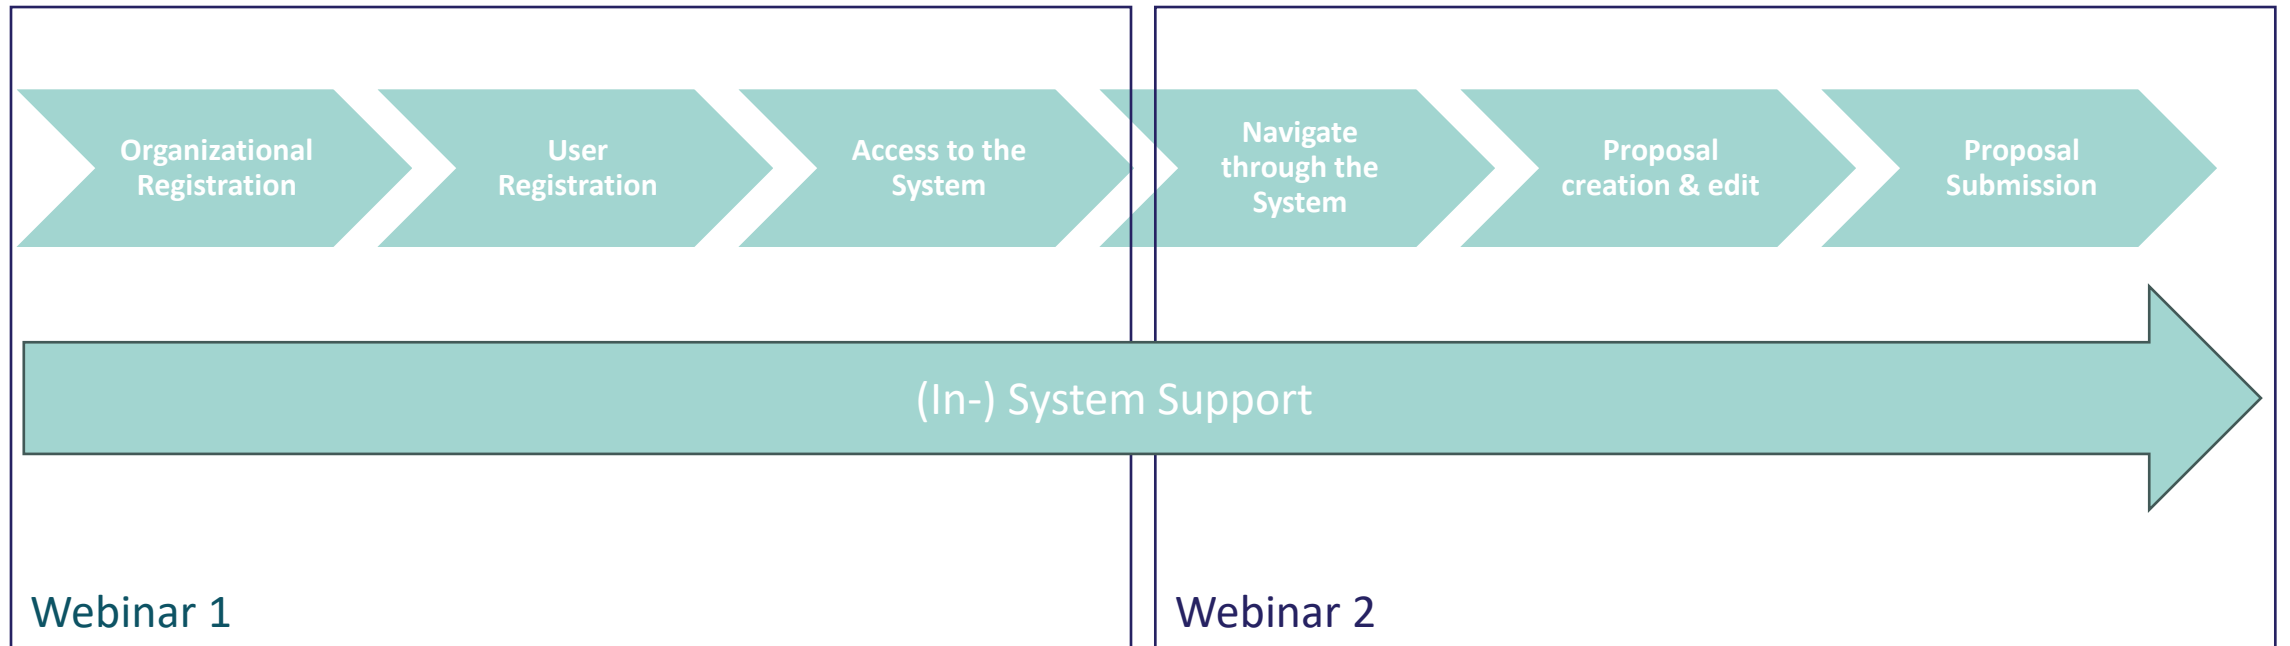 Organizational
Registration
User
Registration
Access to the
System
Navigate
through the
System
Proposal
creation & edit
Proposal
Submission
(In-) System Support
Webinar 1
Webinar 2